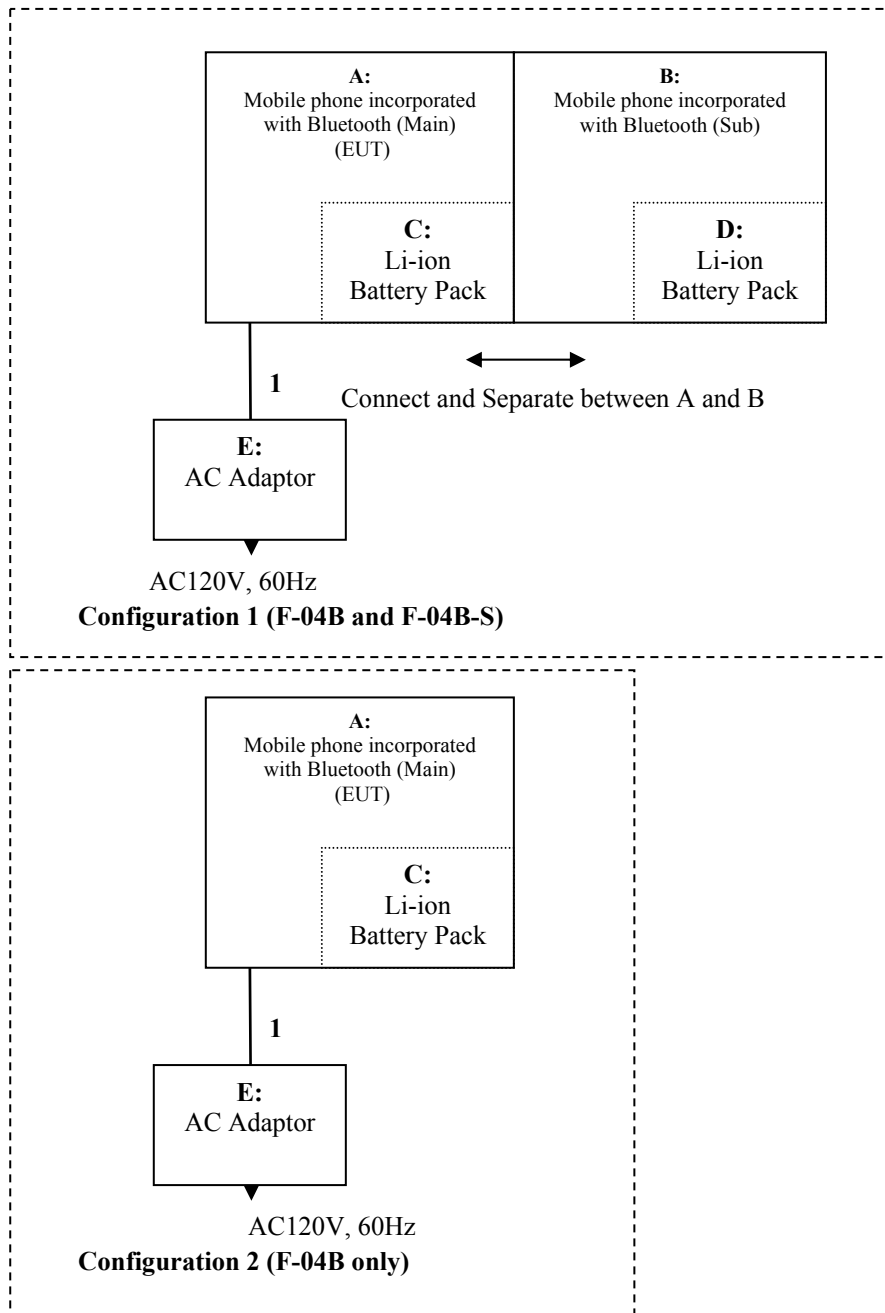 A:
Mobile phone incorporated
with Bluetooth (Main)
(EUT)
B:
Mobile phone incorporated
with Bluetooth (Sub)
C:
Li-ion
Battery Pack
D:
Li-ion
Battery Pack
1
Connect and Separate between A and B
E:
AC Adaptor
AC120V, 60Hz
Configuration 1 (F-04B and F-04B-S)
A:
Mobile phone incorporated
with Bluetooth (Main)
(EUT)
C:
Li-ion
Battery Pack
1
E:
AC Adaptor
AC120V, 60Hz
Configuration 2 (F-04B only)